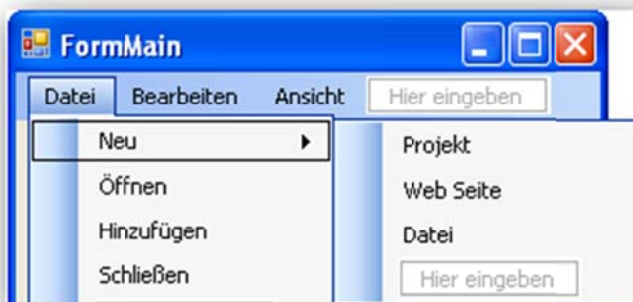 FormMain
Datei Bearbeiten Ansicht Hier eingeben
Neu Projekt
Öffnen Web Seite
Hinzufügen Datei
Schließen Hier eingeben